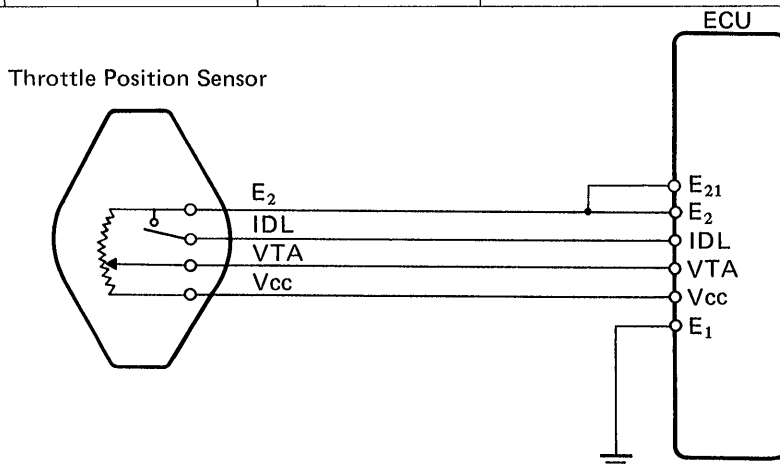 ECU
Throttle Position Sensor
E₂
IDL
VTA
Vcc
E₂₁
E₂
IDL
VTA
Vcc
E₁